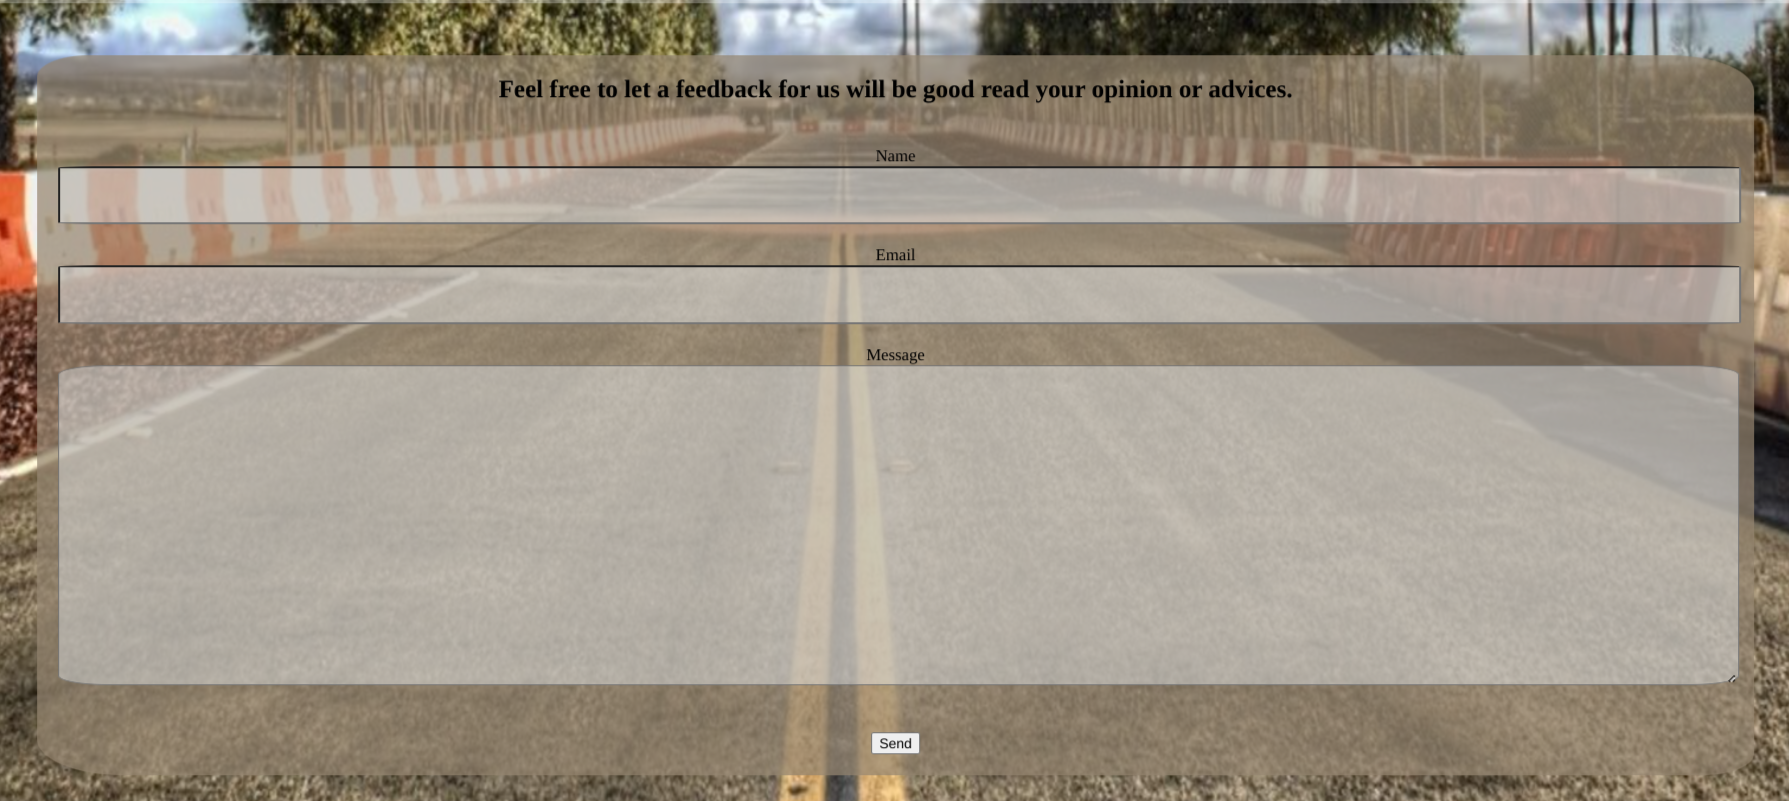 Feel free to let a feedback for us will be good read your opinion or advices.
Name
Email
Message
Send